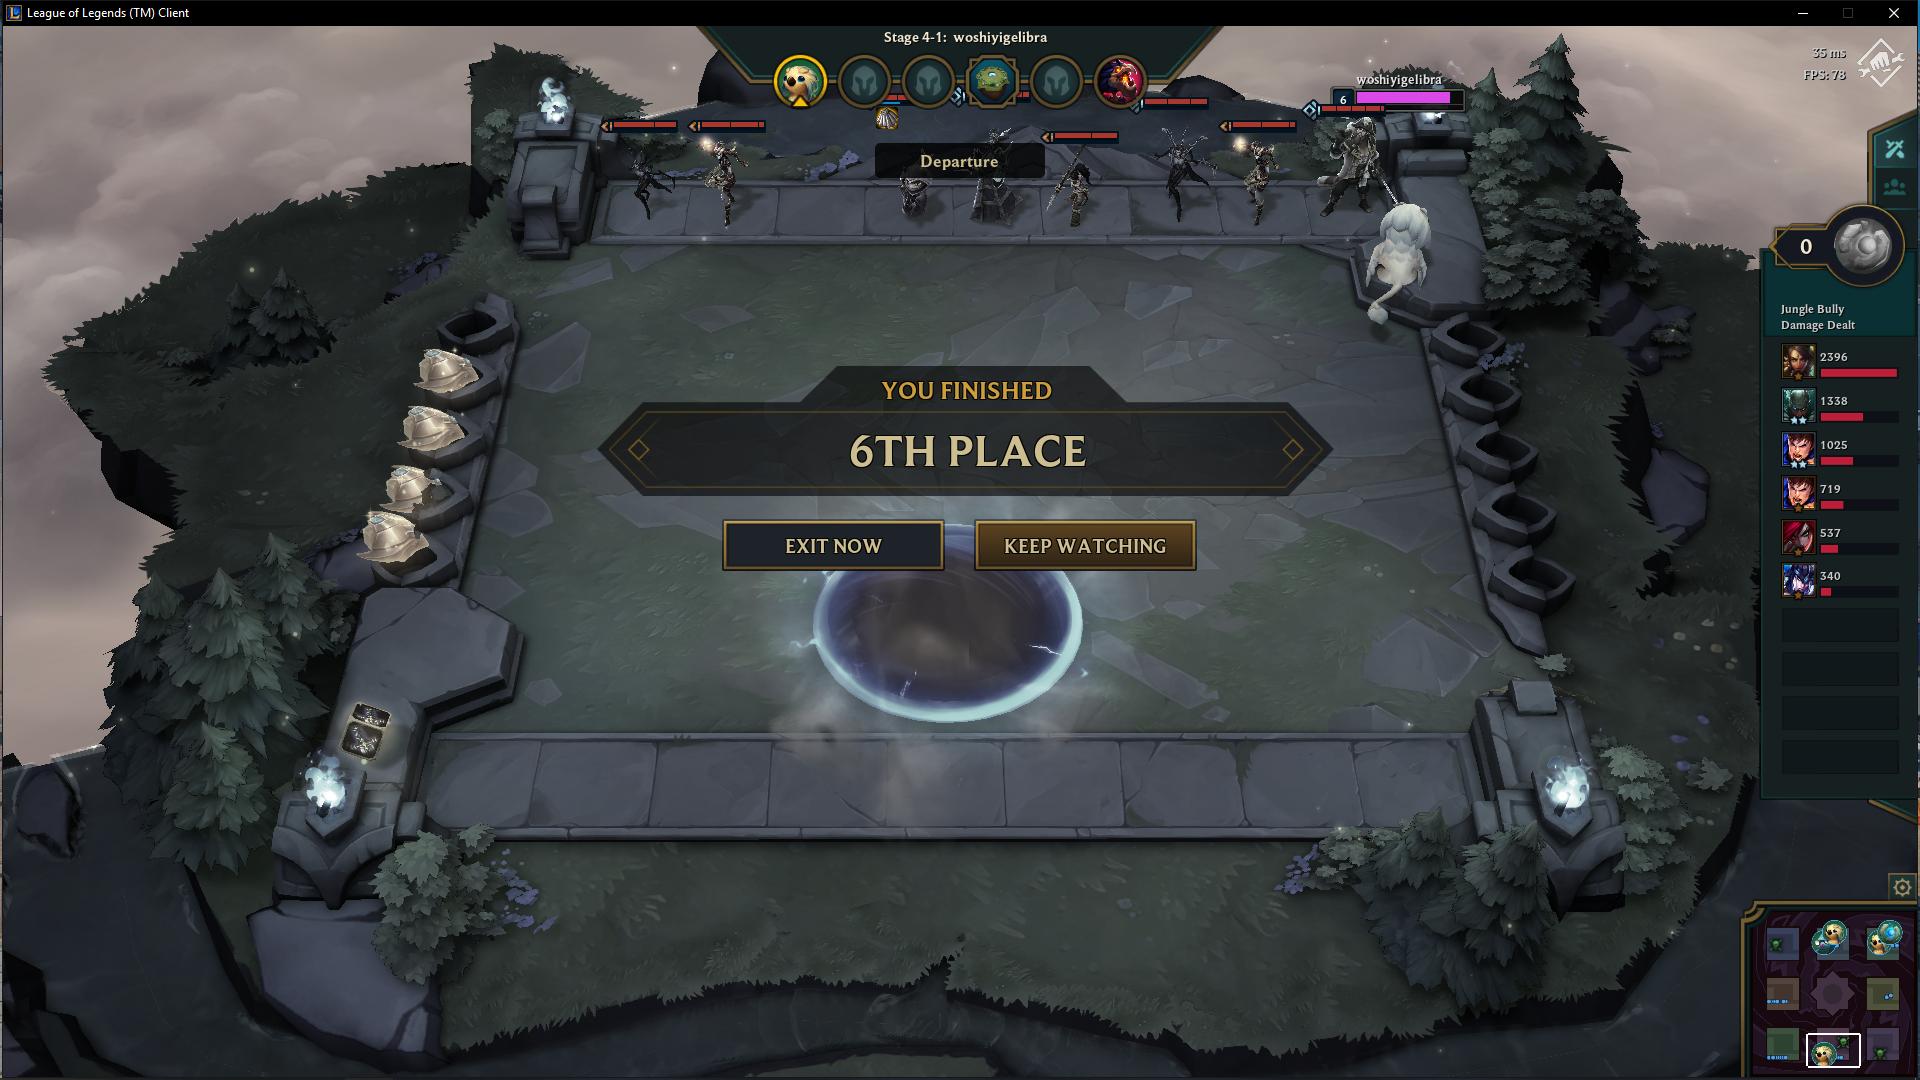 League of Legends (TM) Client
Stage 4-1: woshiyigelibra
35 ms
FPS: 78
woshiyigelibra
6
Departure
0
Jungle Bully
Damage Dealt
2396
1338
1025
719
537
340
YOU FINISHED
6TH PLACE
EXIT NOW
KEEP WATCHING